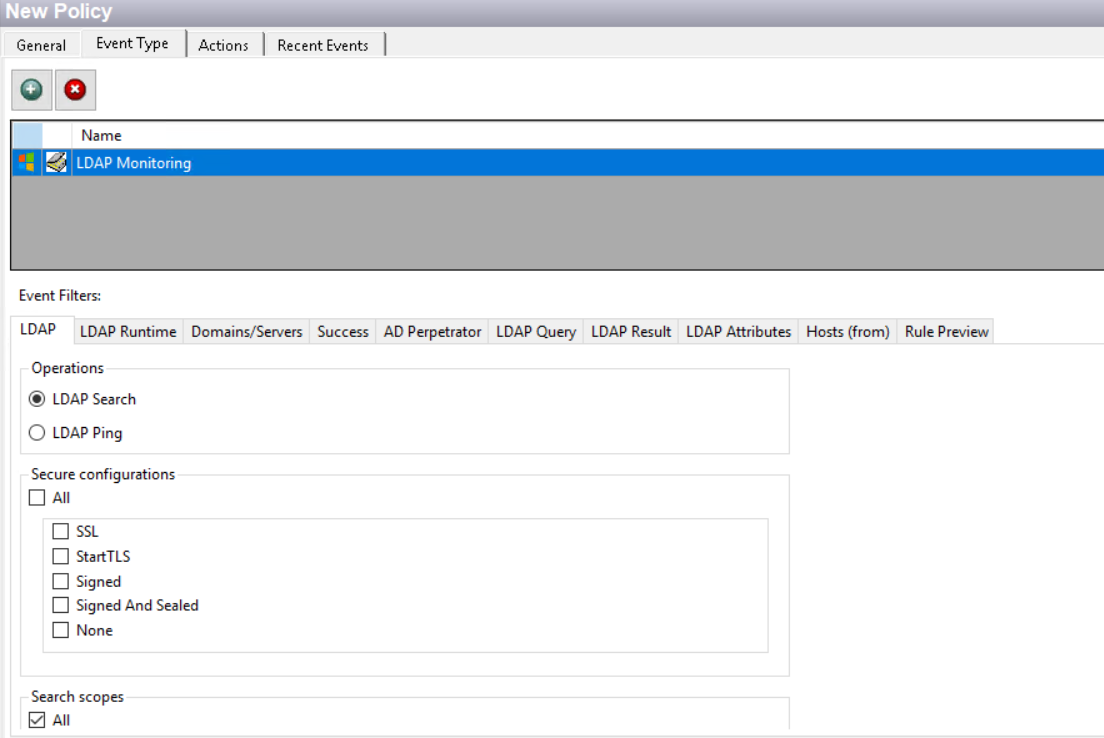 New Policy
General Event Type Actions Recent Events
Name
LDAP Monitoring
Event Filters:
LDAP LDAP Runtime Domains/Servers Success AD Perpetrator LDAP Query LDAP Result LDAP Attributes Hosts (from) Rule Preview
Operations
LDAP Search
LDAP Ping
Secure configurations
All
SSL
StartTLS
Signed
Signed And Sealed
None
Search scopes
All